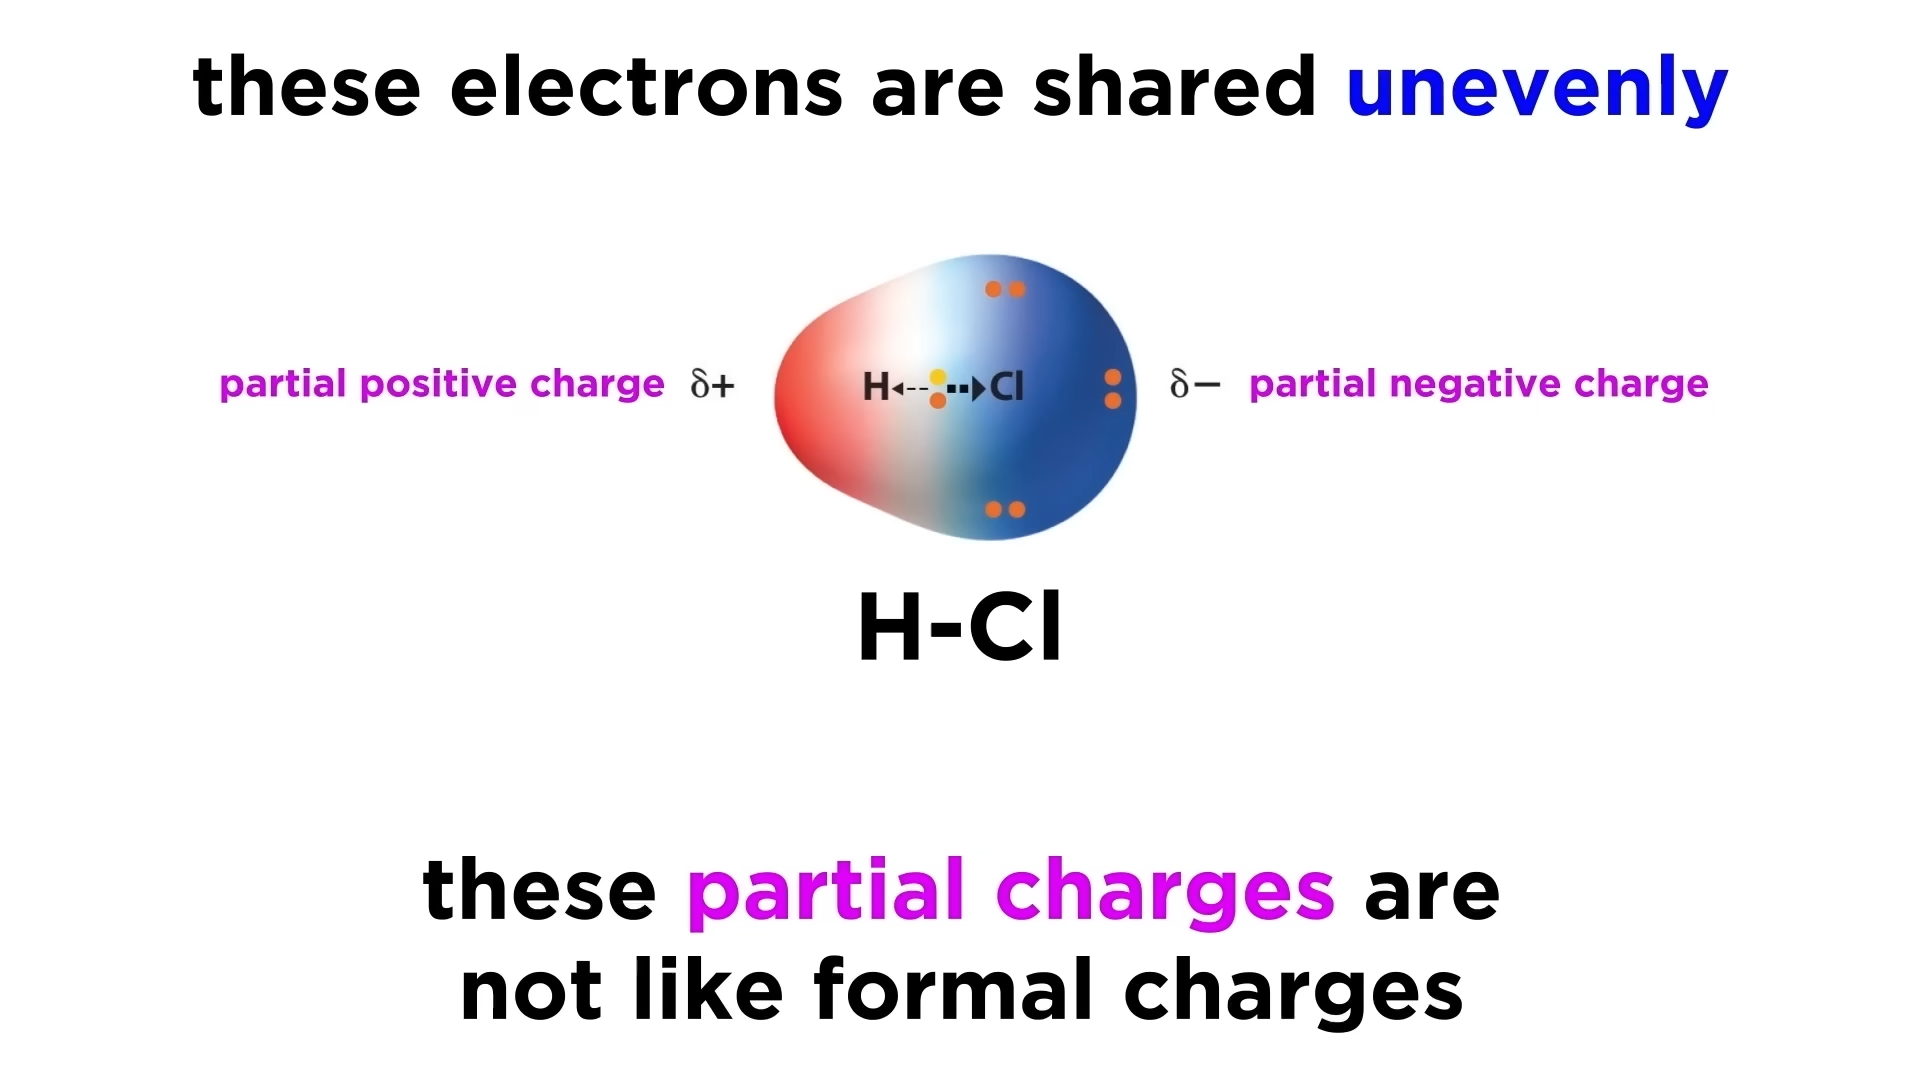 these electrons are shared unevenly
partial positive charge δ+ H Cl δ− partial negative charge
H-Cl
these partial charges are
not like formal charges